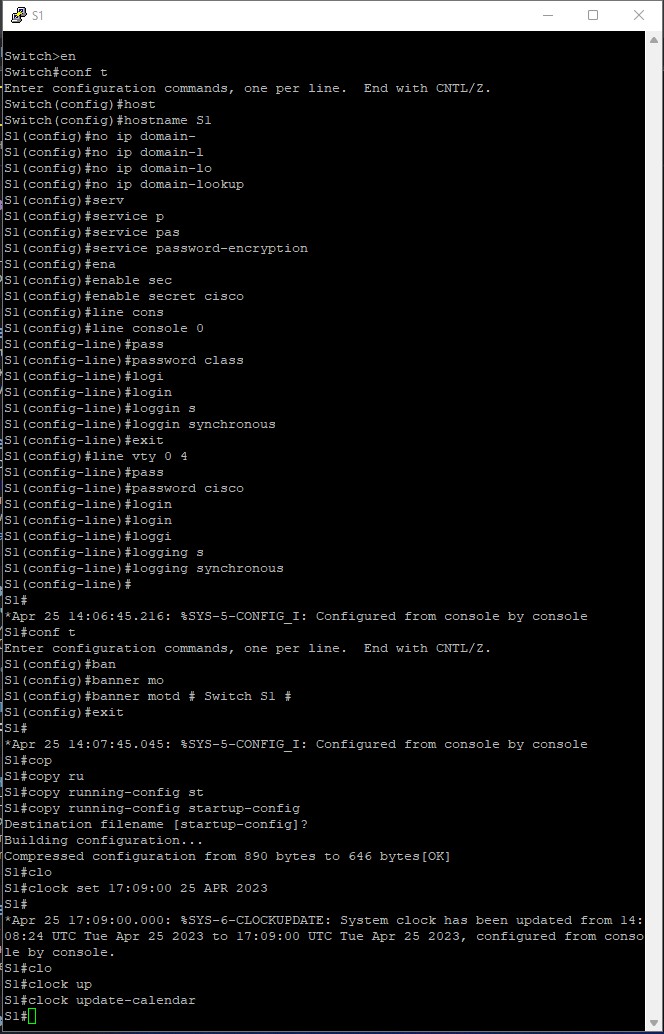 S1
Switch>en
Switch#conf t
Enter configuration commands, one per line.  End with CNTL/Z.
Switch(config)#host
Switch(config)#hostname S1
S1(config)#no ip domain-
S1(config)#no ip domain-l
S1(config)#no ip domain-lo
S1(config)#no ip domain-lookup
S1(config)#serv
S1(config)#service p
S1(config)#service pas
S1(config)#service password-encryption
S1(config)#ena
S1(config)#enable sec
S1(config)#enable secret cisco
S1(config)#line cons
S1(config)#line console 0
S1(config-line)#pass
S1(config-line)#password class
S1(config-line)#logi
S1(config-line)#login
S1(config-line)#loggin s
S1(config-line)#loggin synchronous
S1(config-line)#exit
S1(config)#line vty 0 4
S1(config-line)#pass
S1(config-line)#password cisco
S1(config-line)#login
S1(config-line)#login
S1(config-line)#loggi
S1(config-line)#logging s
S1(config-line)#logging synchronous
S1(config-line)#
S1#
*Apr 25 14:06:45.216: %SYS-5-CONFIG_I: Configured from console by console
S1#conf t
Enter configuration commands, one per line.  End with CNTL/Z.
S1(config)#ban
S1(config)#banner mo
S1(config)#banner motd # Switch S1 #
S1(config)#exit
S1#
*Apr 25 14:07:45.045: %SYS-5-CONFIG_I: Configured from console by console
S1#cop
S1#copy ru
S1#copy running-config st
S1#copy running-config startup-config
Destination filename [startup-config]?
Building configuration...
Compressed configuration from 890 bytes to 646 bytes[OK]
S1#clo
S1#clock set 17:09:00 25 APR 2023
S1#
*Apr 25 17:09:00.000: %SYS-6-CLOCKUPDATE: System clock has been updated from 14:
08:24 UTC Tue Apr 25 2023 to 17:09:00 UTC Tue Apr 25 2023, configured from conso
le by console.
S1#clo
S1#clock up
S1#clock update-calendar
S1#